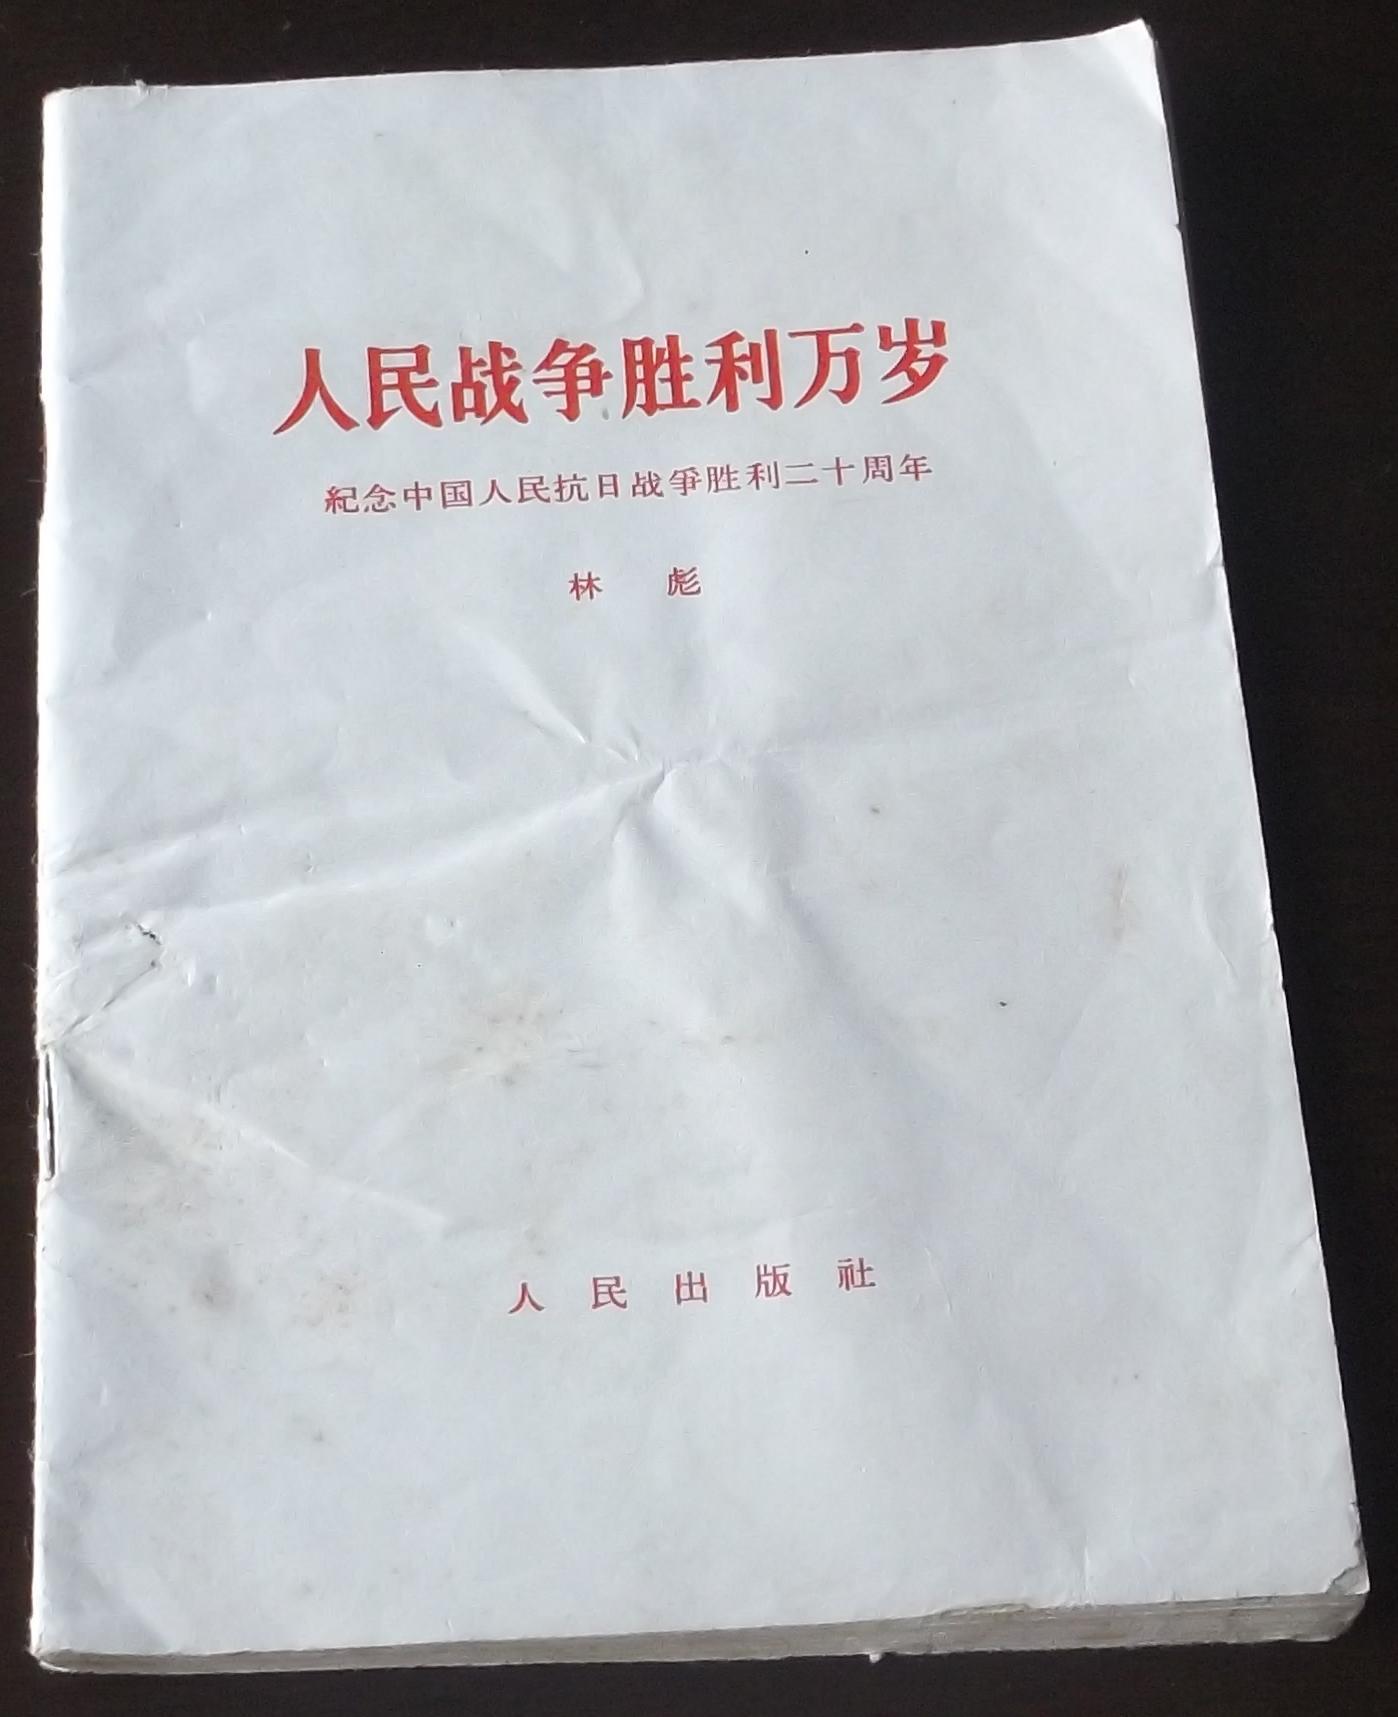 人民战争胜利万岁
紀念中国人民抗日战爭胜利二十周年
林彪
人民出版社